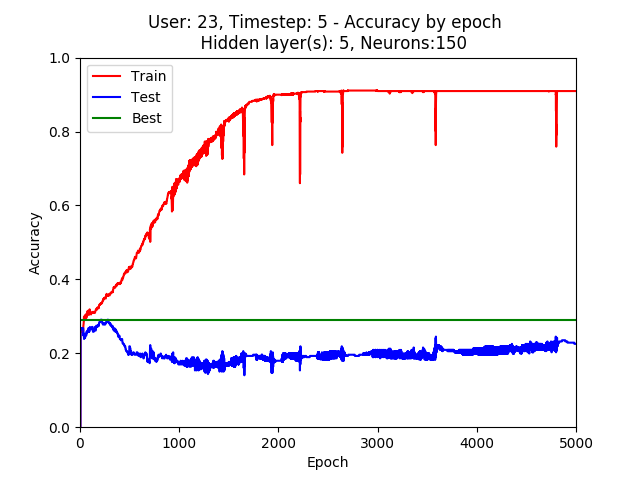 User: 23, Timestep: 5 - Accuracy by epoch
Hidden layer(s): 5, Neurons:150
1.0
Train
Test
Best
0.8
0.6
Accuracy
0.4
0.2
0.0
0 1000 2000 3000 4000 5000
Epoch